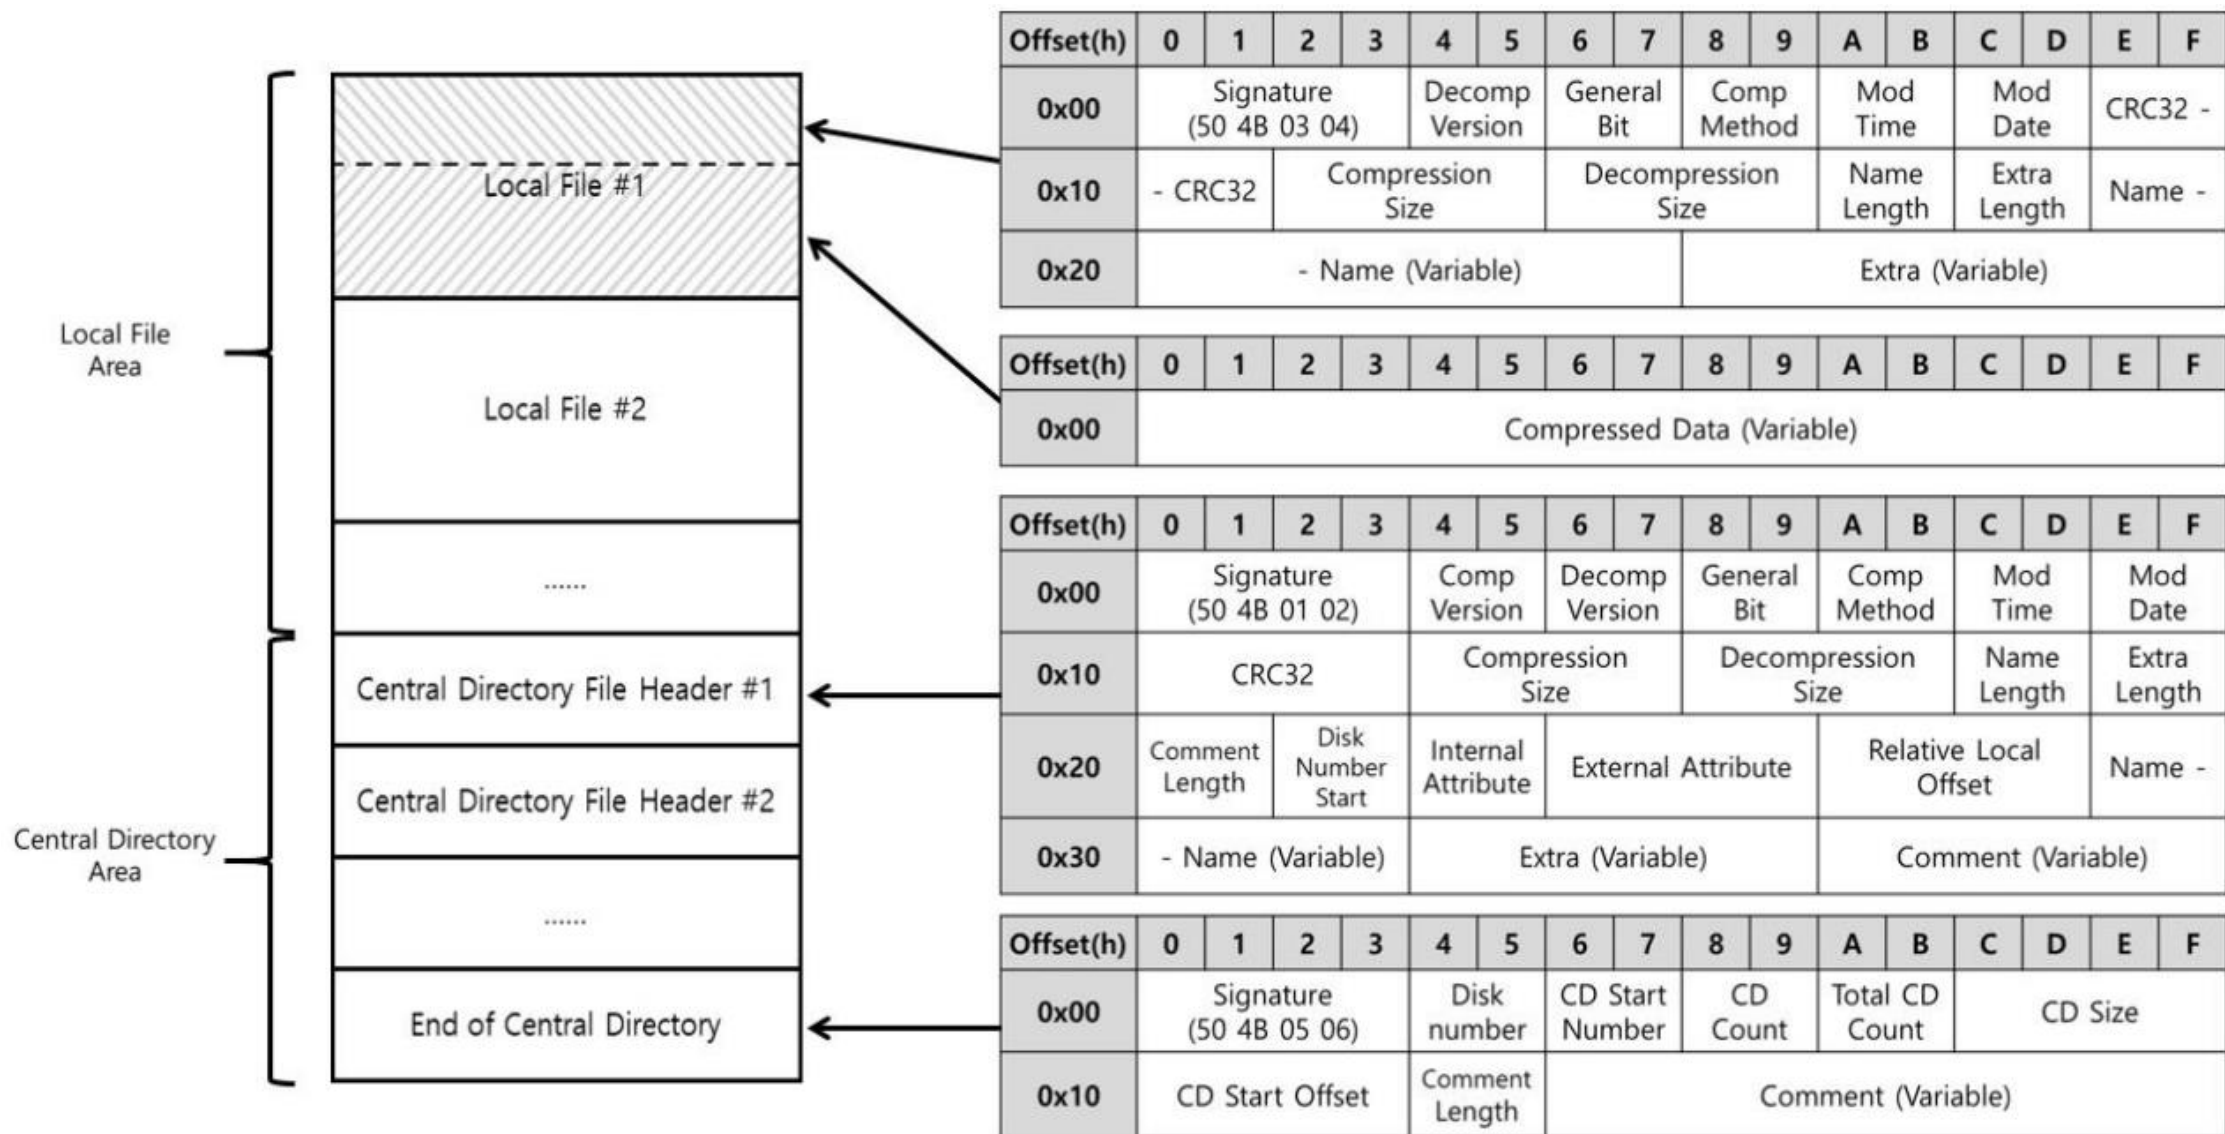 Local File
Area
Central Directory
Area
Local File #1
Local File #2
......
Central Directory File Header #1
Central Directory File Header #2
......
End of Central Directory
Offset(h) 0 1 2 3 4 5 6 7 8 9 A B C D E F
0x00 Signature (50 4B 03 04) Decomp Version General Bit Comp Method Mod Time Mod Date CRC32 -
0x10 - CRC32 Compression Size Decompression Size Name Length Extra Length Name -
0x20 - Name (Variable) Extra (Variable)
Offset(h) 0 1 2 3 4 5 6 7 8 9 A B C D E F
0x00 Compressed Data (Variable)
Offset(h) 0 1 2 3 4 5 6 7 8 9 A B C D E F
0x00 Signature (50 4B 01 02) Comp Version Decomp Version General Bit Comp Method Mod Time Mod Date
0x10 CRC32 Compression Size Decompression Size Name Length Extra Length
0x20 Comment Length Disk Number Start Internal Attribute External Attribute Relative Local Offset Name -
0x30 - Name (Variable) Extra (Variable) Comment (Variable)
Offset(h) 0 1 2 3 4 5 6 7 8 9 A B C D E F
0x00 Signature (50 4B 05 06) Disk number CD Start Number CD Count Total CD Count CD Size
0x10 CD Start Offset Comment Length Comment (Variable)